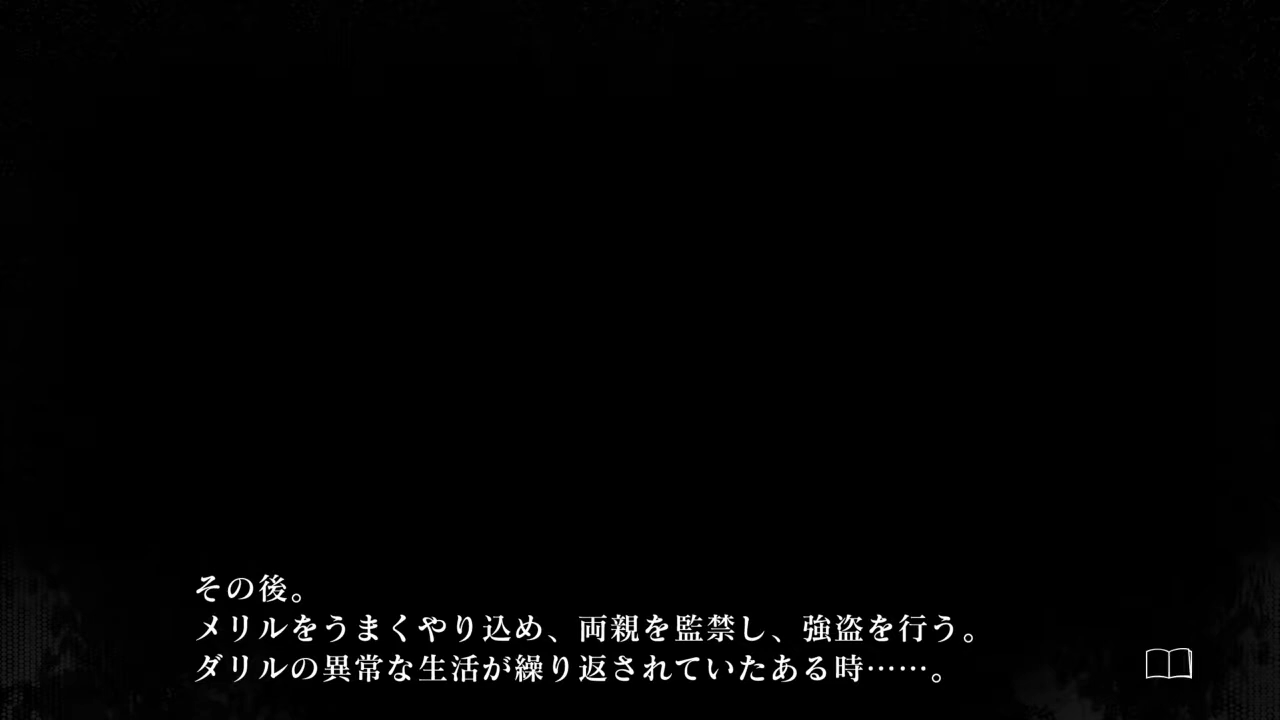 その後。
メリルをうまくやり込め、両親を監禁し、強盗を行う。
ダリルの異常な生活が繰り返されていたある時……。